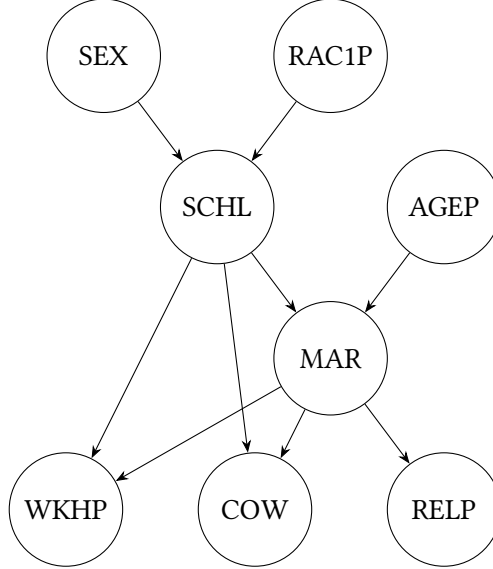 SEX
RAC1P
SCHL
AGEP
MAR
WKHP
COW
RELP